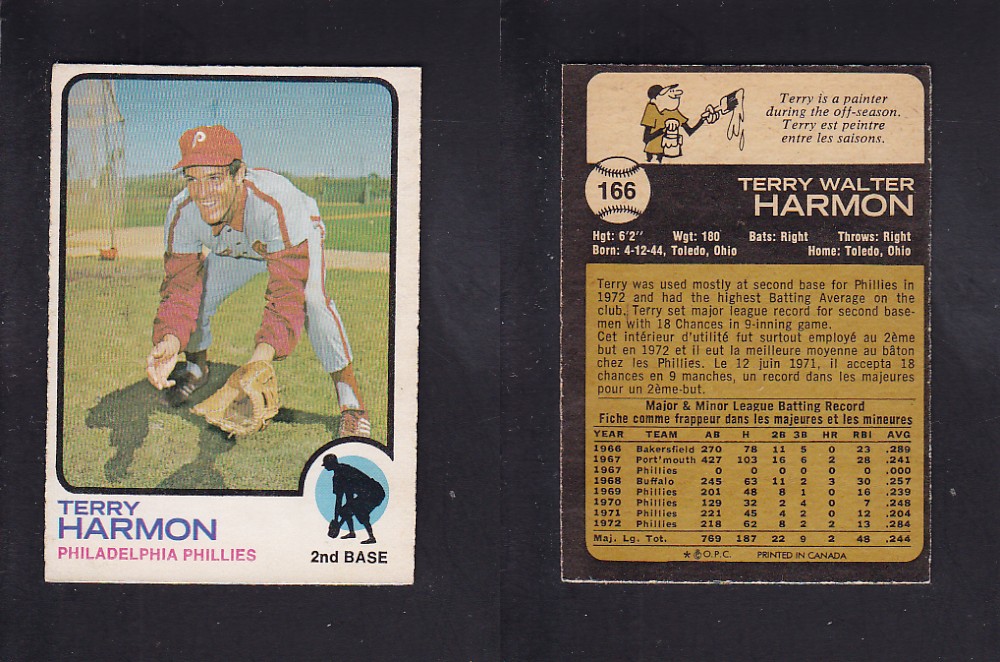 P
TERRY
HARMON
PHILADELPHIA PHILLIES
2nd BASE
Terry is a painter
during the off-season.
Terry est peintre
entre les saisons.
166
TERRY WALTER
HARMON
Hgt: 6'2" Wgt: 180 Bats: Right Throws: Right
Born: 4-12-44, Toledo, Ohio Home: Toledo, Ohio
Terry was used mostly at second base for Phillies in
1972 and had the highest Batting Average on the
club. Terry set major league record for second base-
men with 18 Chances in 9-inning game.
Cet intérieur d'utilité fut surtout employé au 2ème
but en 1972 et il eut la meilleure moyenne au bâton
chez les Phillies. Le 12 juin 1971, il accepta 18
chances en 9 manches, un record dans les majeures
pour un 2ème-but.
Major & Minor League Batting Record
Fiche comme frappeur dans les majeures et les mineures
YEAR TEAM AB H 2B 3B HR RBI AVG
1966 Bakersfield 270 78 11 5 0 23 .289
1967 Port'mouth 427 103 16 6 2 28 .241
1967 Phillies 0 0 0 0 0 0 .000
1968 Buffalo 245 63 11 2 3 30 .257
1969 Phillies 201 48 8 1 0 16 .239
1970 Phillies 129 32 2 4 0 7 .248
1971 Phillies 221 45 4 2 0 12 .204
1972 Phillies 218 62 8 2 2 13 .284
Maj. Lg. Tot. 769 187 22 9 2 48 .244
* © O.P.C. PRINTED IN CANADA